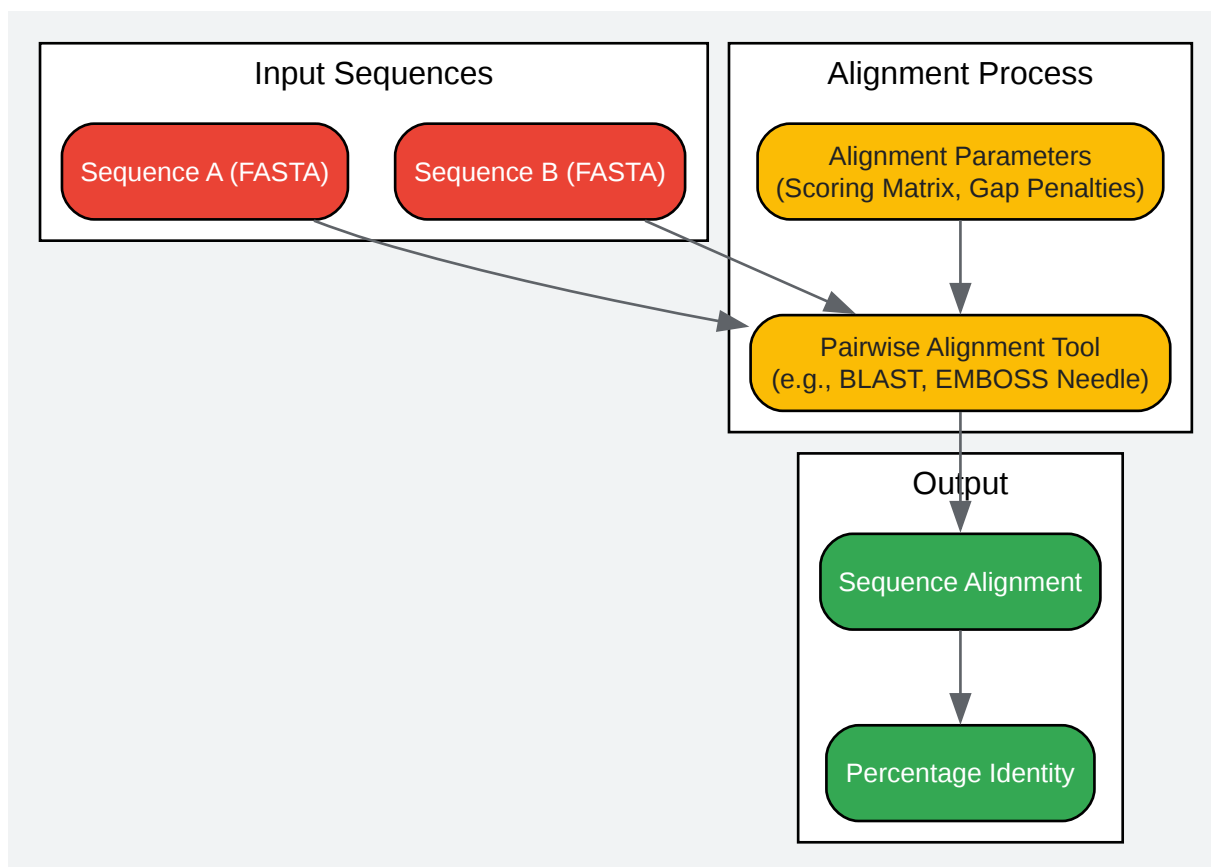 Input Sequences
Sequence A (FASTA)
Sequence B (FASTA)
Alignment Process
Alignment Parameters
(Scoring Matrix, Gap Penalties)
Pairwise Alignment Tool
(e.g., BLAST, EMBOSS Needle)
Output
Sequence Alignment
Percentage Identity